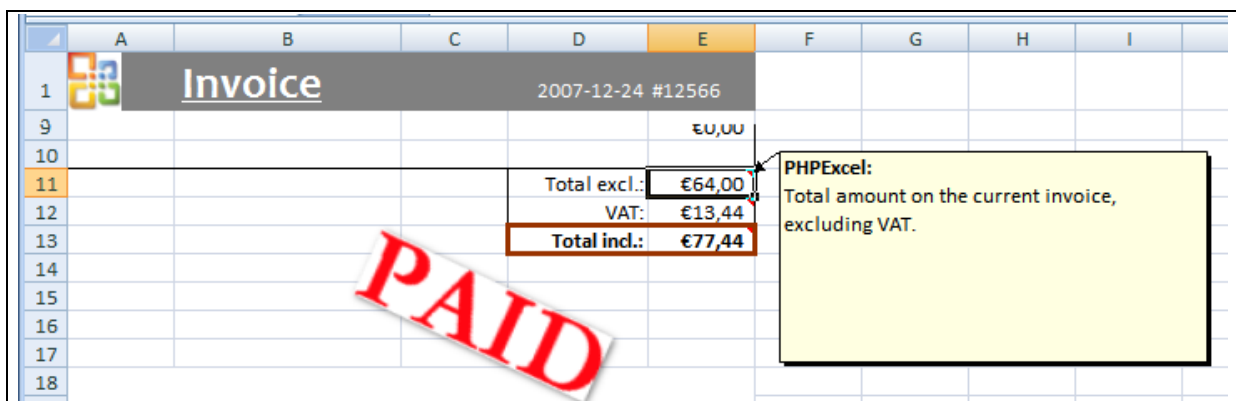 A B C D E F G H I
1 Invoice 2007-12-24 #12566
9 €0,00
10
11 Total excl.: €64,00
12 VAT: €13,44
13 Total incl.: €77,44
14
15
16
17
18
PHPExcel:
Total amount on the current invoice,
excluding VAT.
PAID